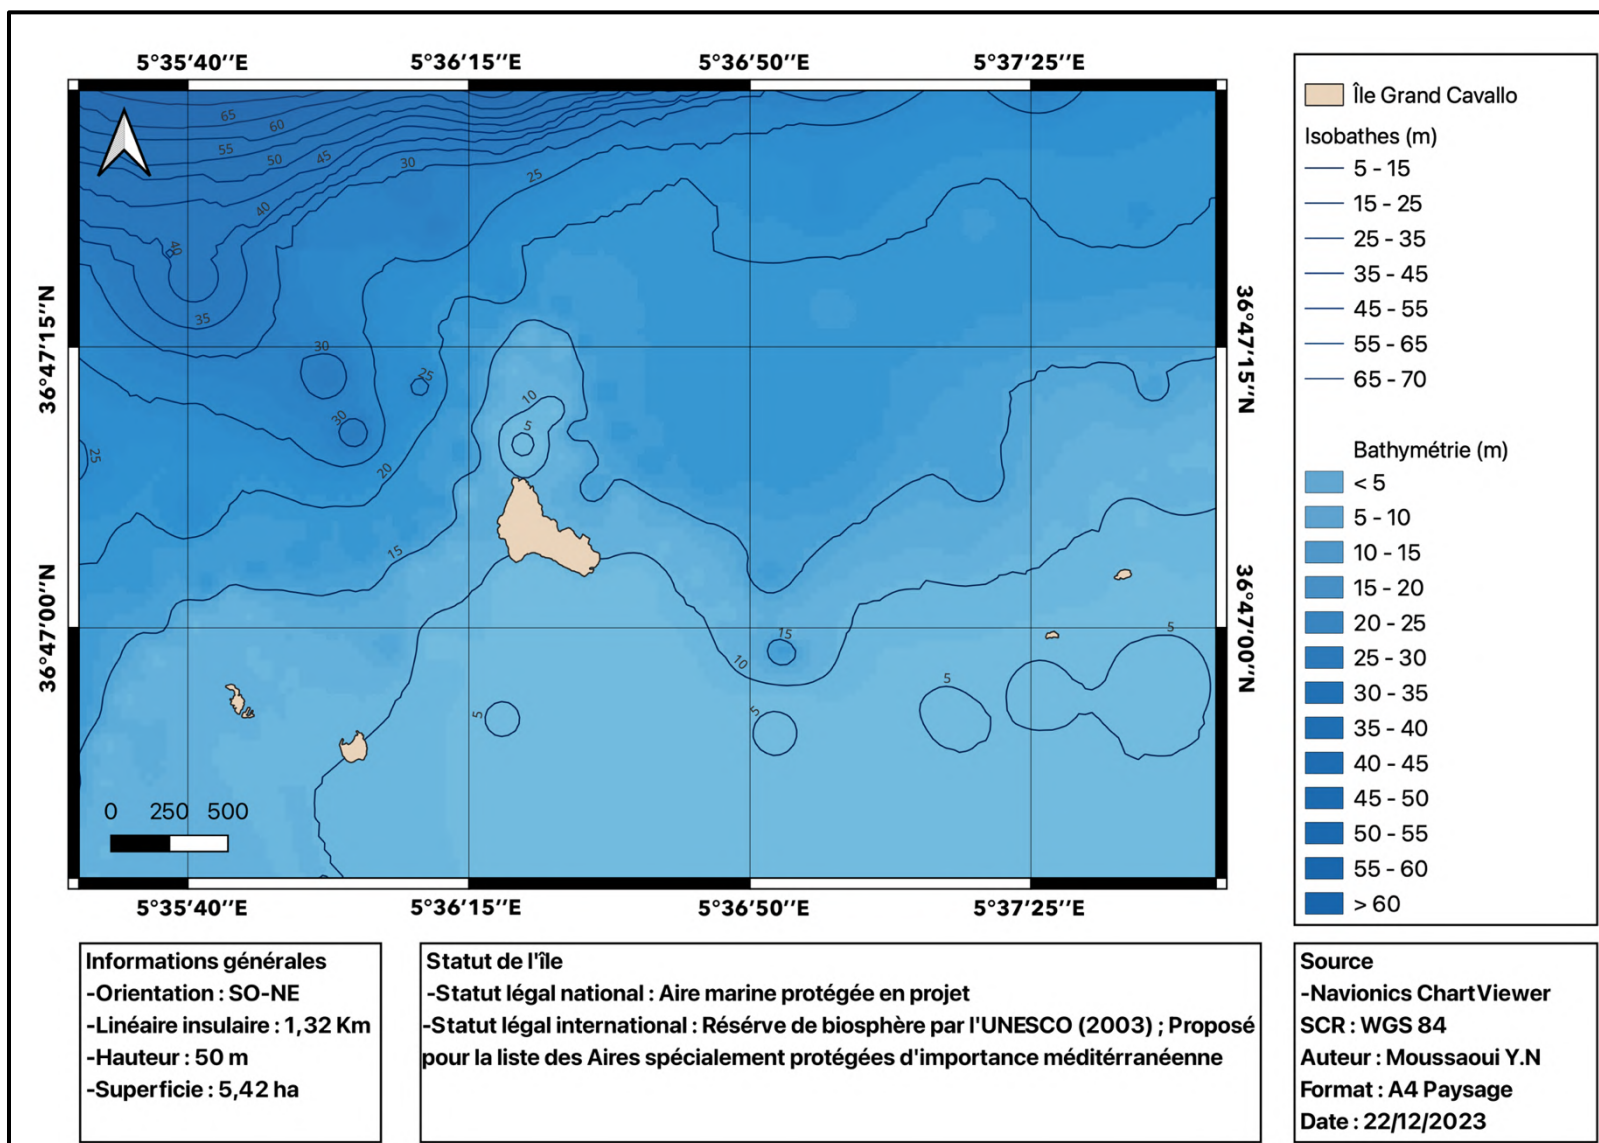 5°35'40''E 5°36'15''E 5°36'50''E 5°37'25''E
65
60
55
50
45
30
25
40
40
35
36°47'15''N
36°47'15''N
30
25
10
30
5
25
20
15
36°47'00''N
36°47'00''N
15
10
5
5
5
5
0 250 500
5°35'40''E 5°36'15''E 5°36'50''E 5°37'25''E
Île Grand Cavallo
Isobathes (m)
5 - 15
15 - 25
25 - 35
35 - 45
45 - 55
55 - 65
65 - 70
Bathymétrie (m)
< 5
5 - 10
10 - 15
15 - 20
20 - 25
25 - 30
30 - 35
35 - 40
40 - 45
45 - 50
50 - 55
55 - 60
> 60
Informations générales
-Orientation : SO-NE
-Linéaire insulaire : 1,32 Km
-Hauteur : 50 m
-Superficie : 5,42 ha
Statut de l'île
-Statut légal national : Aire marine protégée en projet
-Statut légal international : Résérve de biosphère par l'UNESCO (2003) ; Proposé
pour la liste des Aires spécialement protégées d'importance méditérranéenne
Source
-Navionics ChartViewer
SCR : WGS 84
Auteur : Moussaoui Y.N
Format : A4 Paysage
Date : 22/12/2023